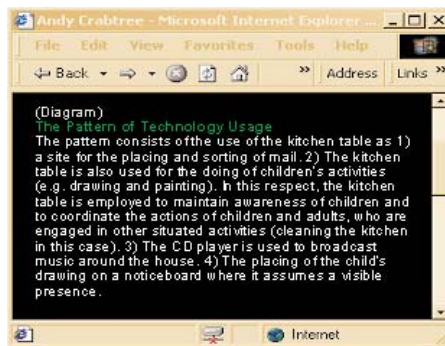 Andy Crabtree - Microsoft Internet Explorer ...
File Edit View Favorites Tools Help
Back » Address Links »
(Diagram)
The Pattern of Technology Usage
The pattern consists of the use of the kitchen table as 1)
a site for the placing and sorting of mail. 2) The kitchen
table is also used for the doing of children's activities
(e.g. drawing and painting). In this respect, the kitchen
table is employed to maintain awareness of children and
to coordinate the actions of children and adults, who are
engaged in other situated activities (cleaning the kitchen
in this case). 3) The CD player is used to broadcast
music around the house. 4) The placing of the child's
drawing on a noticeboard where it assumes a visible
presence.
Internet